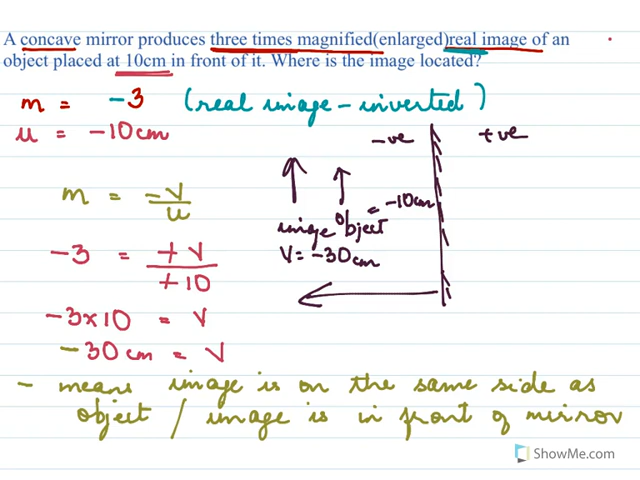 A concave mirror produces three times magnified(enlarged)real image of an
object placed at 10cm in front of it. Where is the image located?
m = -3 (real image - inverted)
u = -10cm
-ve +ve
m = -V/u
image object = -10cm
V = -30cm
-3 = +V/+10
-3x10 = V
-30cm = V
- means image is on the same side as
object / image is in front of mirror
ShowMe.com